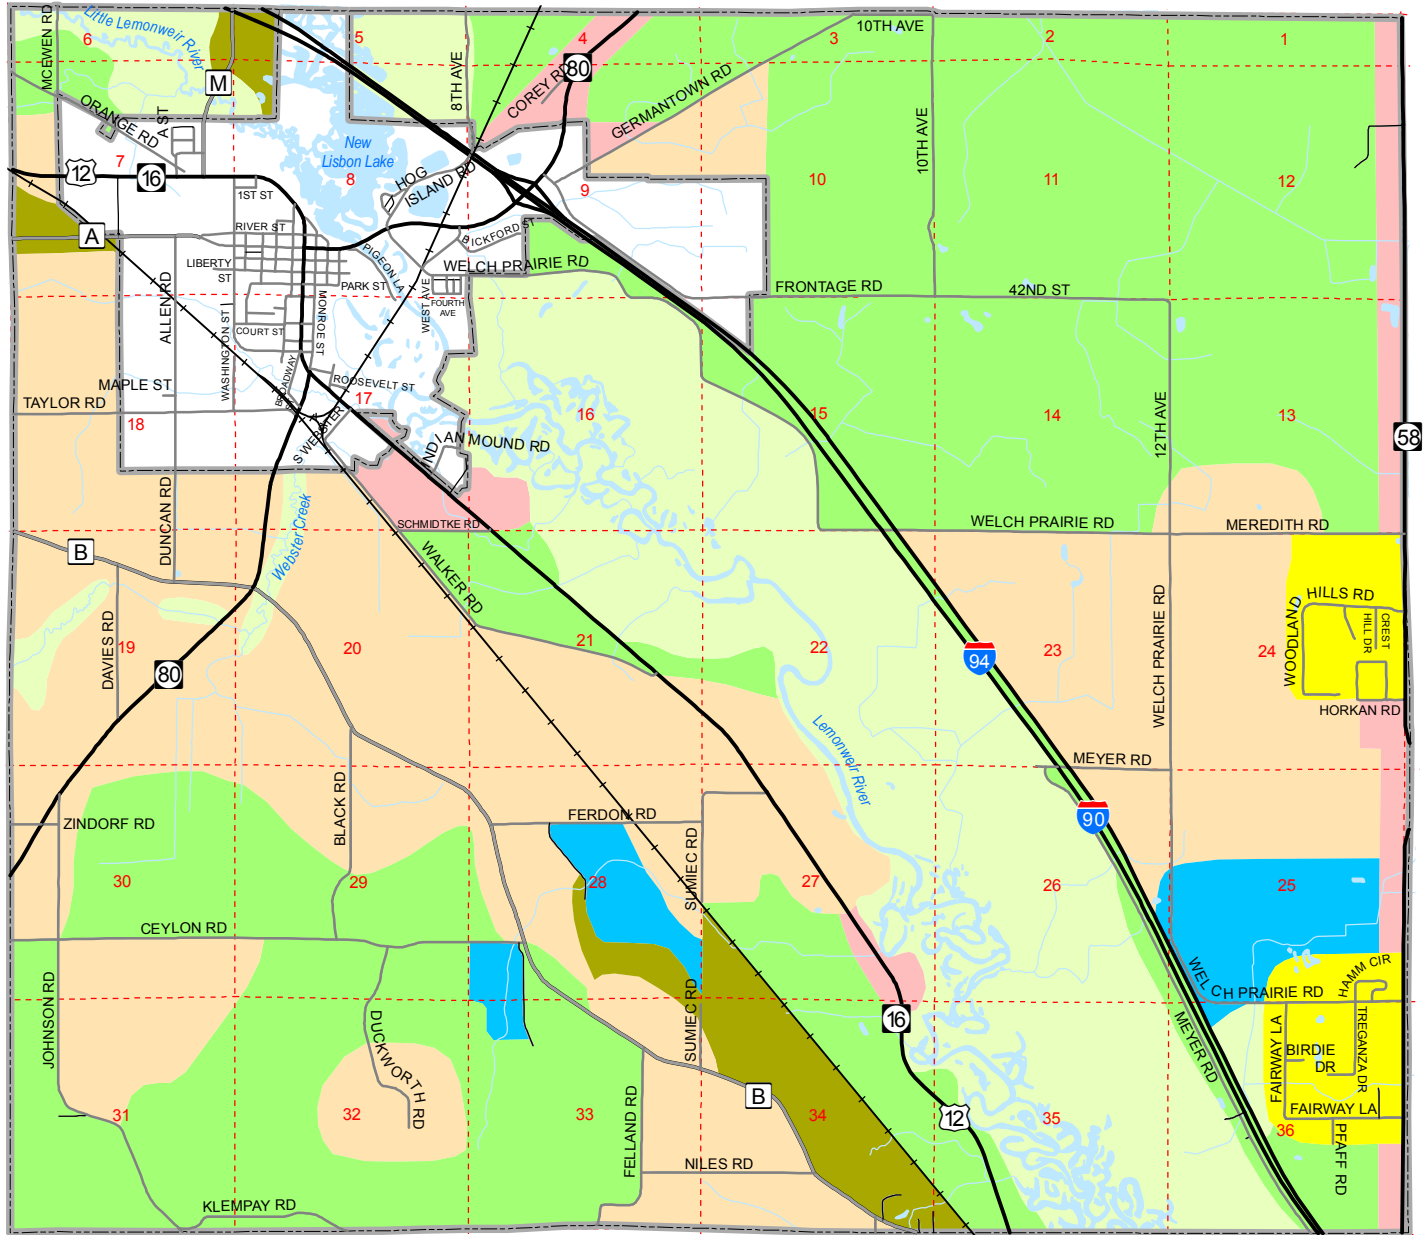 MCEWEN RD
6
Little Lemonweir River
M
5
8TH AVE
4
80
COREY RD
GERMANTOWN RD
3
10TH AVE
2
1
ORANGE RD
A ST
7
12
16
New
Lisbon Lake
8
HOG
ISLAND RD
9
10TH AVE
10
11
12
1ST ST
A
RIVER ST
LIBERTY
ST
PIGEON LA
BICKFORD ST
WELCH PRAIRIE RD
PARK ST
WEST AVE
FOURTH
AVE
FRONTAGE RD
42ND ST
ALLEN RD
WASHINGTON ST
MONROE ST
COURT ST
BROADWAY
ST
ROOSEVELT ST
MAPLE ST
TAYLOR RD
17
18
S WEBSTER
INDIAN MOUND RD
16
15
14
12TH AVE
13
58
DUNCAN RD
Webster Creek
SCHMIDTKE RD
WELCH PRAIRIE RD
MEREDITH RD
B
WALKER RD
DAVIES RD
19
20
21
22
94
23
WELCH PRAIRIE RD
24
WOODLAND
HILLS RD
HILL DR
CREST
HORKAN RD
80
Lemonweir River
MEYER RD
90
ZINDORF RD
BLACK RD
FERDON RD
SUMIEC RD
30
29
28
27
26
25
CEYLON RD
WELCH PRAIRIE RD
HAMM CIR
JOHNSON RD
DUCKWORTH RD
SUMIEC RD
16
MEYER RD
FAIRWAY LA
BIRDIE
DR
TREGANZA DR
31
32
33
FELLAND RD
B
34
12
35
FAIRWAY LA
36
PFAFF RD
NILES RD
KLEMPAY RD